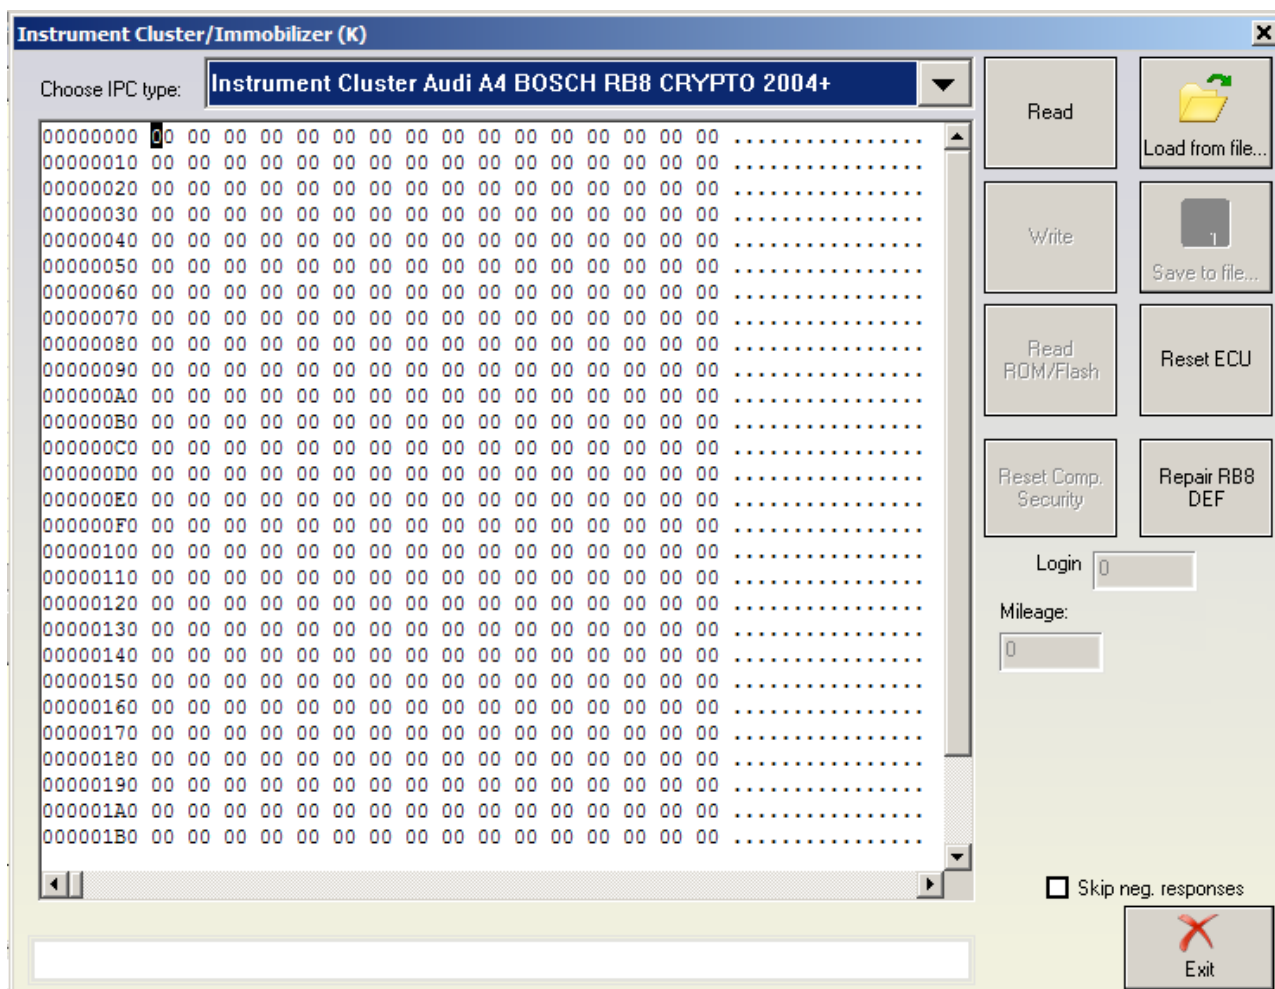 Instrument Cluster/Immobilizer (K)
Choose IPC type:
Instrument Cluster Audi A4 BOSCH RB8 CRYPTO 2004+
00000000 00 00 00 00 00 00 00 00 00 00 00 00 00 00 00 00 ................
00000010 00 00 00 00 00 00 00 00 00 00 00 00 00 00 00 00 ................
00000020 00 00 00 00 00 00 00 00 00 00 00 00 00 00 00 00 ................
00000030 00 00 00 00 00 00 00 00 00 00 00 00 00 00 00 00 ................
00000040 00 00 00 00 00 00 00 00 00 00 00 00 00 00 00 00 ................
00000050 00 00 00 00 00 00 00 00 00 00 00 00 00 00 00 00 ................
00000060 00 00 00 00 00 00 00 00 00 00 00 00 00 00 00 00 ................
00000070 00 00 00 00 00 00 00 00 00 00 00 00 00 00 00 00 ................
00000080 00 00 00 00 00 00 00 00 00 00 00 00 00 00 00 00 ................
00000090 00 00 00 00 00 00 00 00 00 00 00 00 00 00 00 00 ................
000000A0 00 00 00 00 00 00 00 00 00 00 00 00 00 00 00 00 ................
000000B0 00 00 00 00 00 00 00 00 00 00 00 00 00 00 00 00 ................
000000C0 00 00 00 00 00 00 00 00 00 00 00 00 00 00 00 00 ................
000000D0 00 00 00 00 00 00 00 00 00 00 00 00 00 00 00 00 ................
000000E0 00 00 00 00 00 00 00 00 00 00 00 00 00 00 00 00 ................
000000F0 00 00 00 00 00 00 00 00 00 00 00 00 00 00 00 00 ................
00000100 00 00 00 00 00 00 00 00 00 00 00 00 00 00 00 00 ................
00000110 00 00 00 00 00 00 00 00 00 00 00 00 00 00 00 00 ................
00000120 00 00 00 00 00 00 00 00 00 00 00 00 00 00 00 00 ................
00000130 00 00 00 00 00 00 00 00 00 00 00 00 00 00 00 00 ................
00000140 00 00 00 00 00 00 00 00 00 00 00 00 00 00 00 00 ................
00000150 00 00 00 00 00 00 00 00 00 00 00 00 00 00 00 00 ................
00000160 00 00 00 00 00 00 00 00 00 00 00 00 00 00 00 00 ................
00000170 00 00 00 00 00 00 00 00 00 00 00 00 00 00 00 00 ................
00000180 00 00 00 00 00 00 00 00 00 00 00 00 00 00 00 00 ................
00000190 00 00 00 00 00 00 00 00 00 00 00 00 00 00 00 00 ................
000001A0 00 00 00 00 00 00 00 00 00 00 00 00 00 00 00 00 ................
000001B0 00 00 00 00 00 00 00 00 00 00 00 00 00 00 00 00 ................
Read
Load from file...
Write
Save to file...
Read
ROM/Flash
Reset ECU
Reset Comp.
Security
Repair RB8
DEF
Login
0
Mileage:
0
Skip neg. responses
Exit